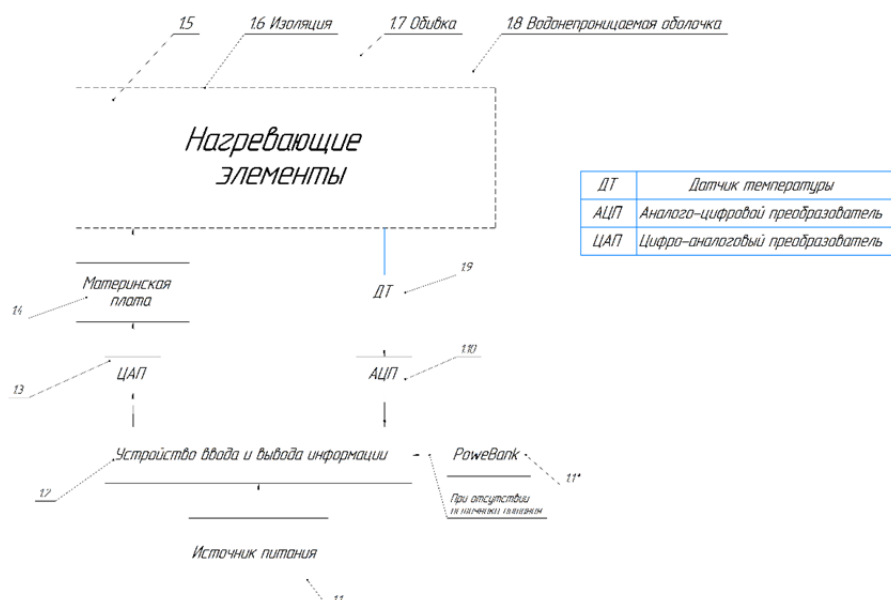 1.5
1.6 Изоляция
1.7 Обивка
1.8 Водонепроницаемая оболочка
Нагревающие
элементы
ДТ Датчик температуры
АЦП Аналого-цифровой преобразователь
ЦАП Цифро-аналоговый преобразователь
Материнская
плата
1.4
ДТ
1.9
ЦАП
1.3
АЦП
1.10
Устройство ввода и вывода информации
1.2
PoweBank
1.1*
При отсутствии
источника питания
Источник питания
1.1